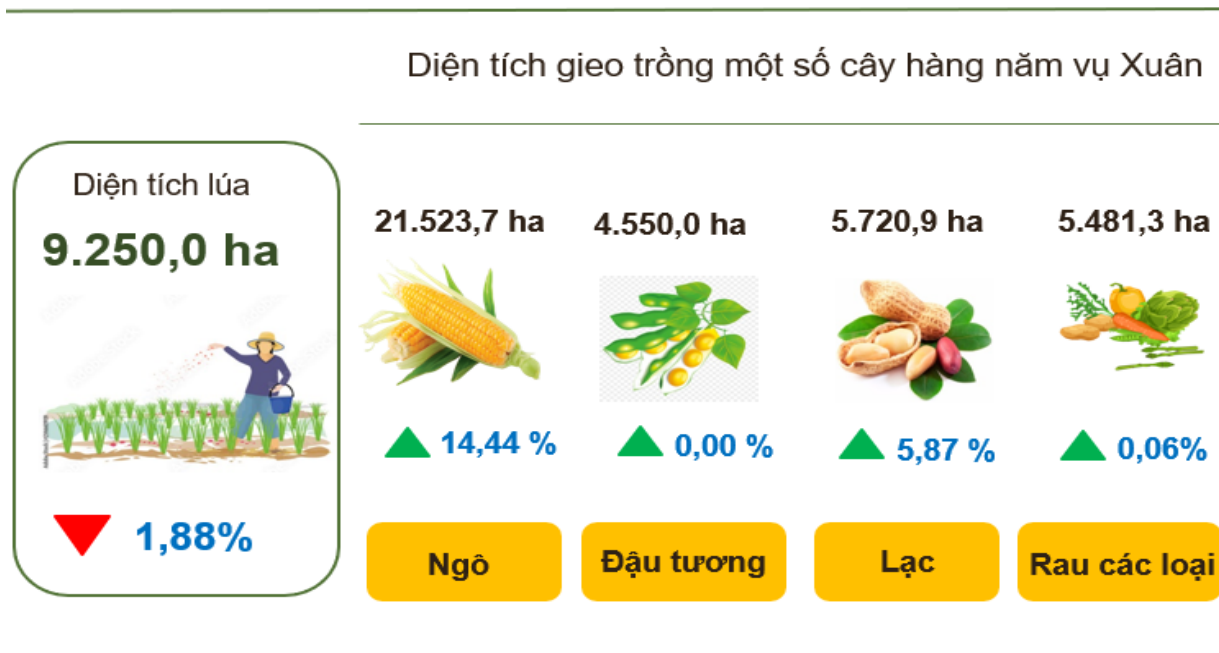 Diện tích gieo trồng một số cây hàng năm vụ Xuân
Diện tích lúa
9.250,0 ha
1,88%
21.523,7 ha
4.550,0 ha
5.720,9 ha
5.481,3 ha
14,44 %
0,00 %
5,87 %
0,06%
Ngô
Đậu tương
Lạc
Rau các loại